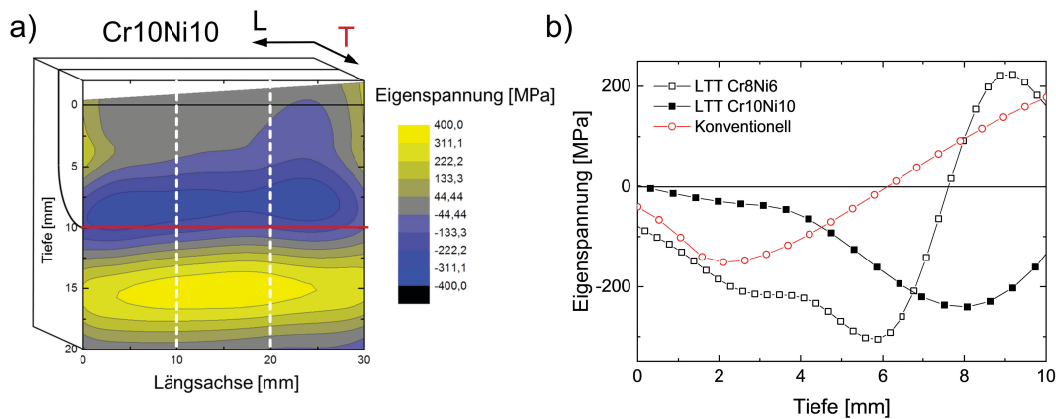 a)
Cr10Ni10
L
T
Eigenspannung [MPa]
400,0
311,1
222,2
133,3
44,44
-44,44
-133,3
-222,2
-311,1
-400,0
Tiefe [mm]
0
5
10
15
20
0
10
20
30
Längsachse [mm]
b)
LTT Cr8Ni6
LTT Cr10Ni10
Konventionell
Eigenspannung [MPa]
200
0
-200
0
2
4
6
8
10
Tiefe [mm]